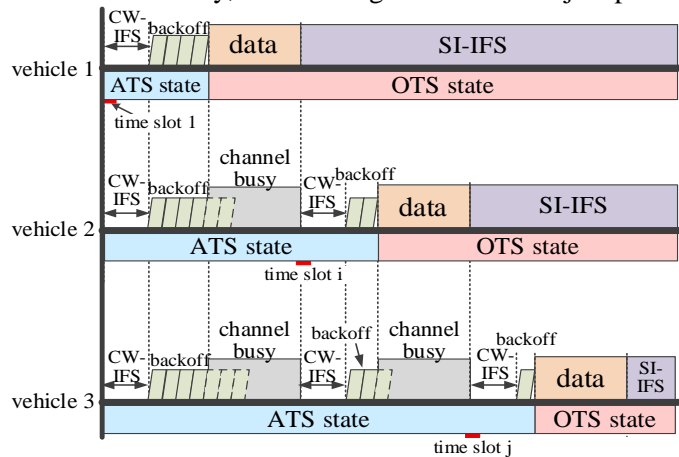 CW-
IFS
backoff
data
SI-IFS
vehicle 1
ATS state
OTS state
time slot 1
CW-
IFS
backoff
channel
busy
CW-
IFS
backoff
data
SI-IFS
vehicle 2
ATS state
OTS state
time slot i
CW-
IFS
backoff
channel
busy
CW-
IFS
backoff
channel
busy
CW-
IFS
backoff
data
SI-
IFS
vehicle 3
ATS state
OTS state
time slot j